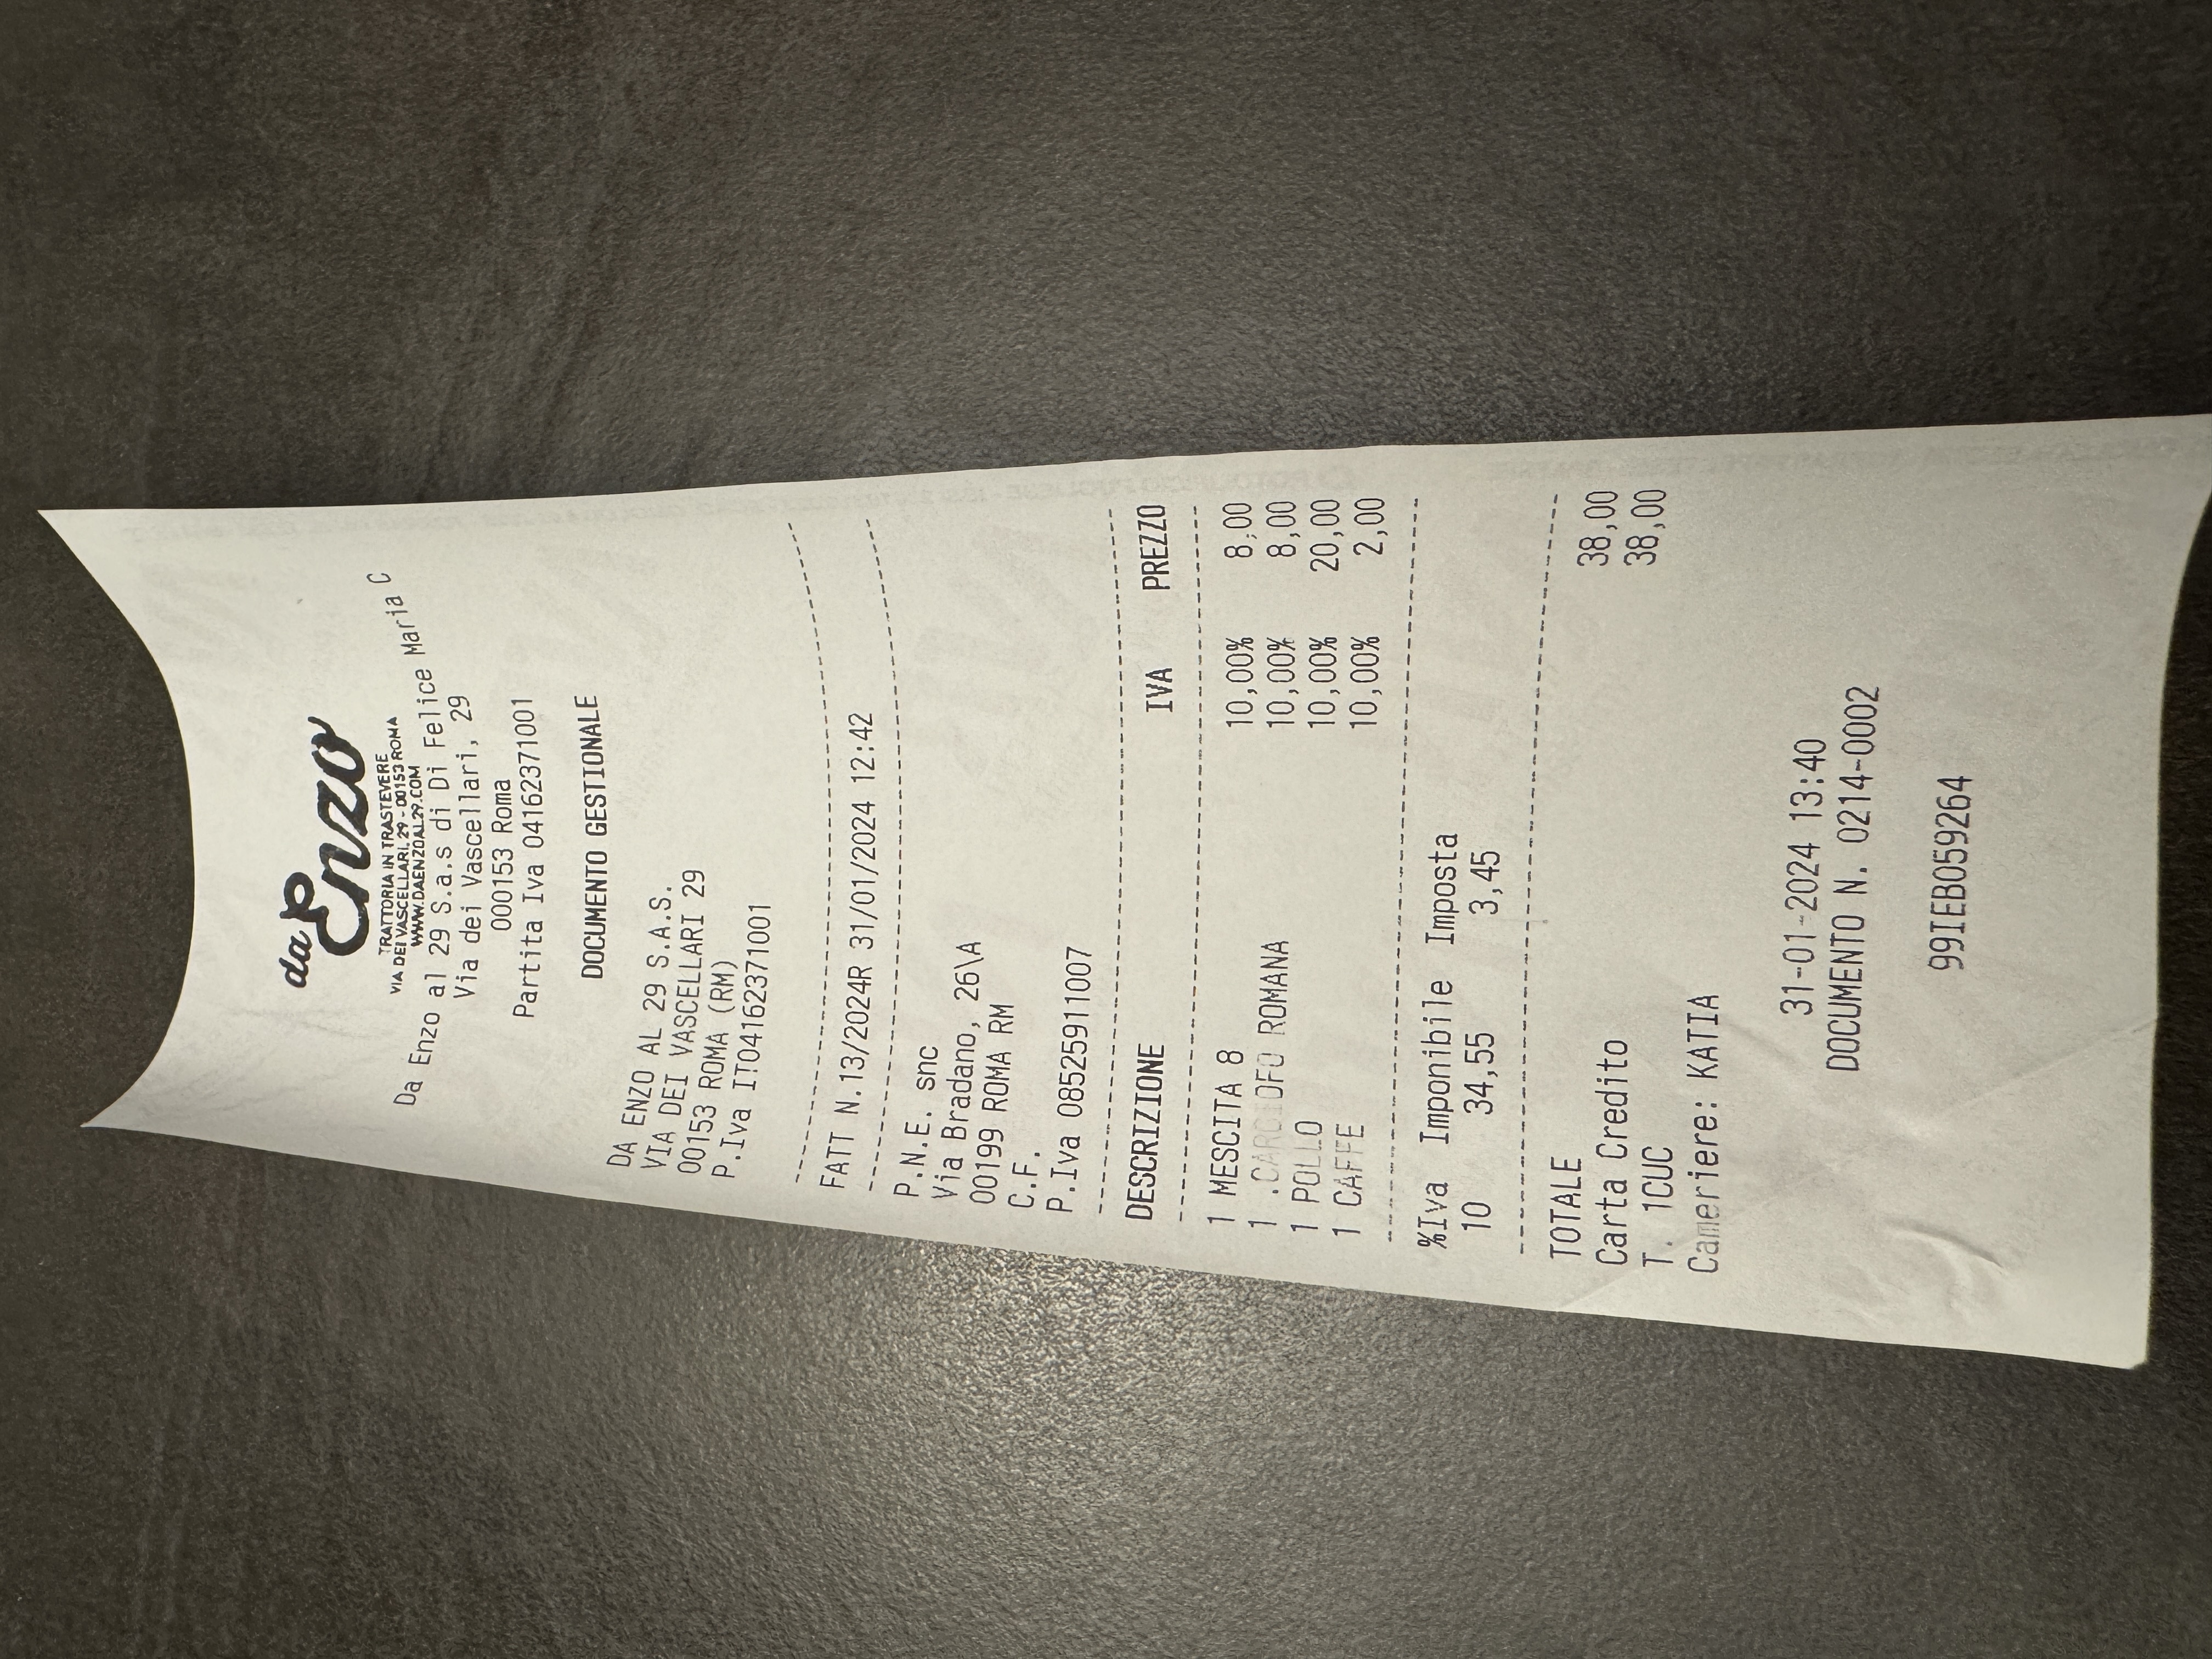 da Enzo
TRATTORIA IN TRASTEVERE
VIA DEI VASCELLARI, 29 - 00153 ROMA
WWW.DAENZOAL29.COM
Da Enzo al 29 S.a.s di Di Felice Maria C
Via dei Vascellari, 29
000153 Roma
Partita Iva 04162371001
DOCUMENTO GESTIONALE
DA ENZO AL 29 S.A.S.
VIA DEI VASCELLARI 29
00153 ROMA (RM)
P.Iva IT04162371001
FATT N.13/2024R 31/01/2024 12:42
P.N.E. snc
Via Bradano, 26\A
00199 ROMA RM
C.F.
P.Iva 08525911007
DESCRIZIONE IVA PREZZO
1 MESCITA 8 10,00% 8,00
1 .CARCIOFO ROMANA 10,00% 8,00
1 POLLO 10,00% 20,00
1 CAFFE 10,00% 2,00
%Iva Imponibile Imposta
10 34,55 3,45
TOTALE 38,00
Carta Credito 38,00
T. 1CUC
Cameriere: KATIA
31-01-2024 13:40
DOCUMENTO N. 0214-0002
99IEB059264